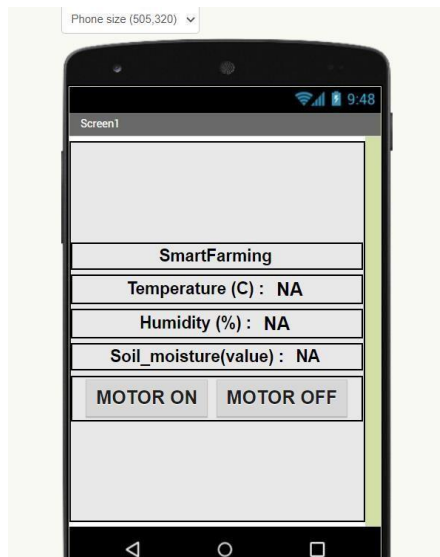 Phone size (505,320)
9:48
Screen1
SmartFarming
Temperature (C) : NA
Humidity (%) : NA
Soil_moisture(value) : NA
MOTOR ON MOTOR OFF